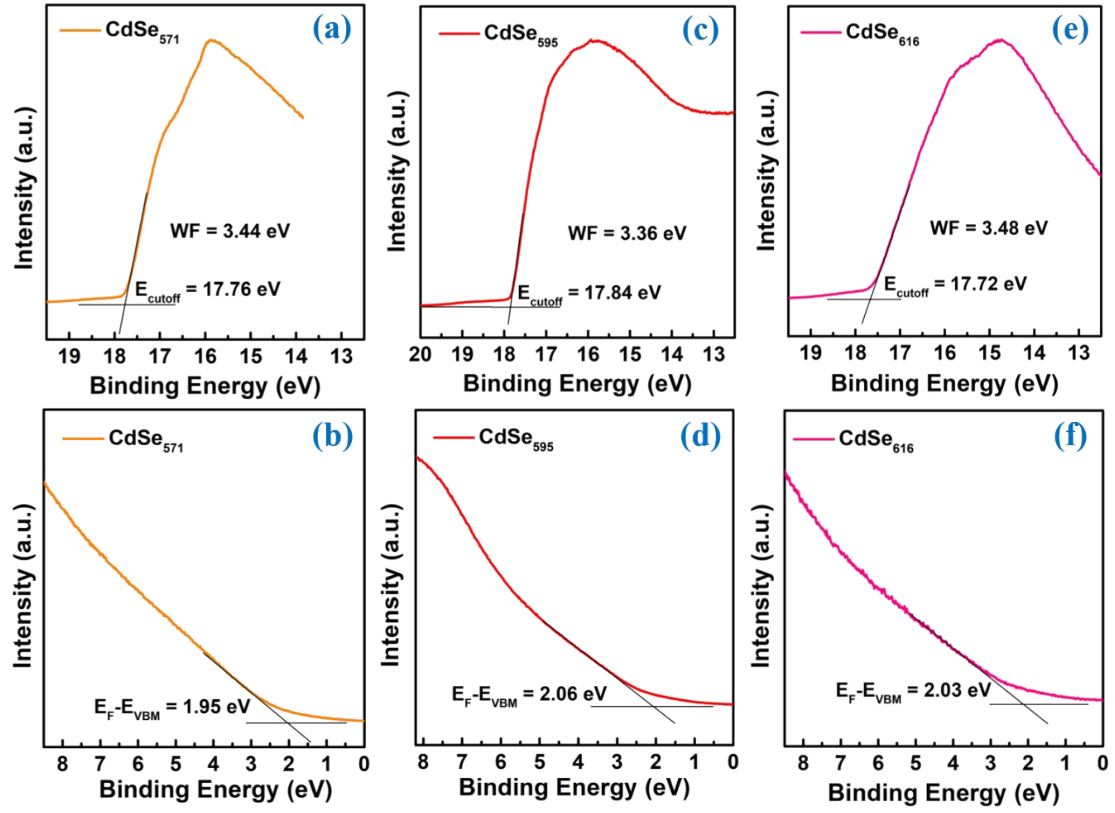 CdSe571
(a)
Intensity (a.u.)
WF = 3.44 eV
Ecutoff = 17.76 eV
19 18 17 16 15 14 13
Binding Energy (eV)
CdSe595
(c)
Intensity (a.u.)
WF = 3.36 eV
Ecutoff = 17.84 eV
20 19 18 17 16 15 14 13
Binding Energy (eV)
CdSe616
(e)
Intensity (a.u.)
WF = 3.48 eV
Ecutoff = 17.72 eV
19 18 17 16 15 14 13
Binding Energy (eV)
CdSe571
(b)
Intensity (a.u.)
EF-EVBM = 1.95 eV
8 7 6 5 4 3 2 1 0
Binding Energy (eV)
CdSe595
(d)
Intensity (a.u.)
EF-EVBM = 2.06 eV
8 7 6 5 4 3 2 1 0
Binding Energy (eV)
CdSe616
(f)
Intensity (a.u.)
EF-EVBM = 2.03 eV
8 7 6 5 4 3 2 1 0
Binding Energy (eV)